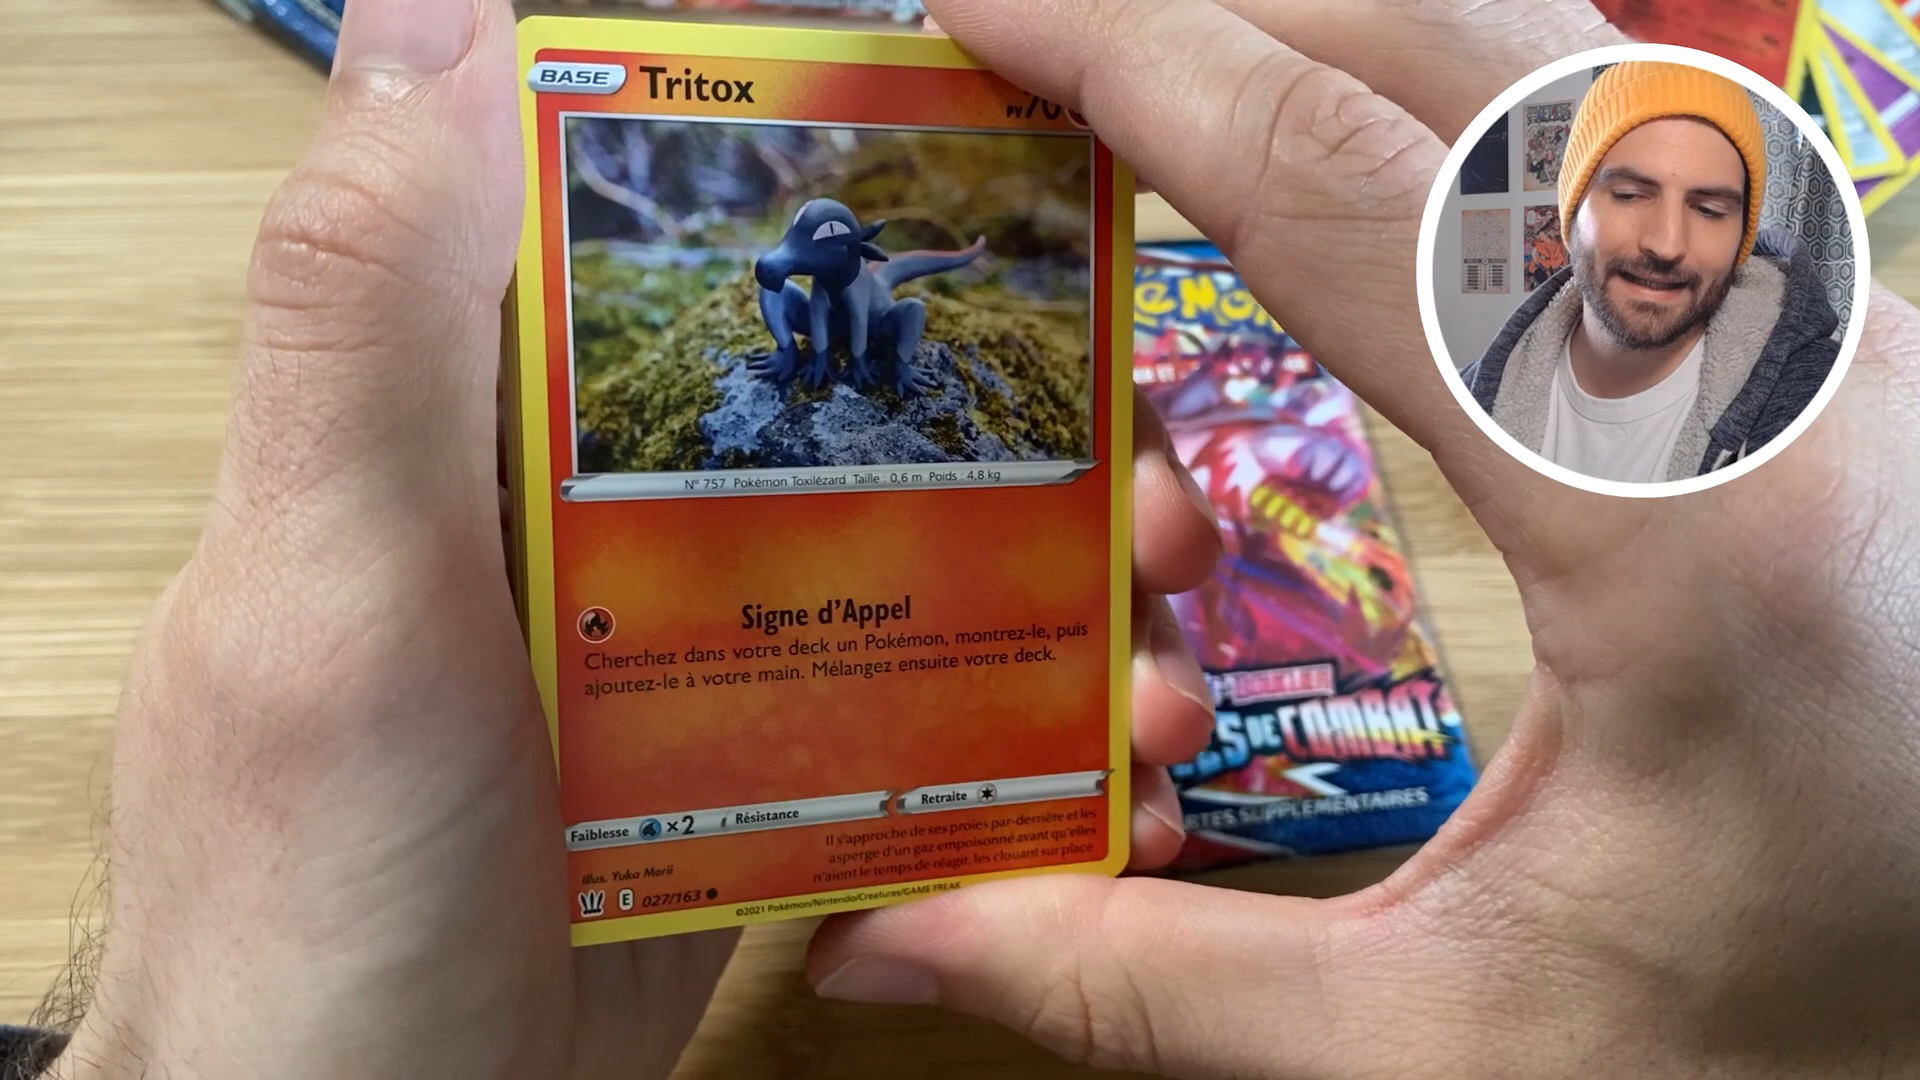 BASE Tritox PV 70
N° 757 Pokémon Toxilézard Taille : 0,6 m Poids : 4,8 kg
Signe d'Appel
Cherchez dans votre deck un Pokémon, montrez-le, puis
ajoutez-le à votre main. Mélangez ensuite votre deck.
Faiblesse ×2 Résistance Retraite
Il s'approche de ses proies par-derrière et les
asperge d'un gaz empoisonné avant qu'elles
n'aient le temps de réagir, les clouant sur place
Illus. Yuka Morii
E 027/163
©2021 Pokémon/Nintendo/Creatures/GAME FREAK
DE COMBAT
SUPPLÉMENTAIRES